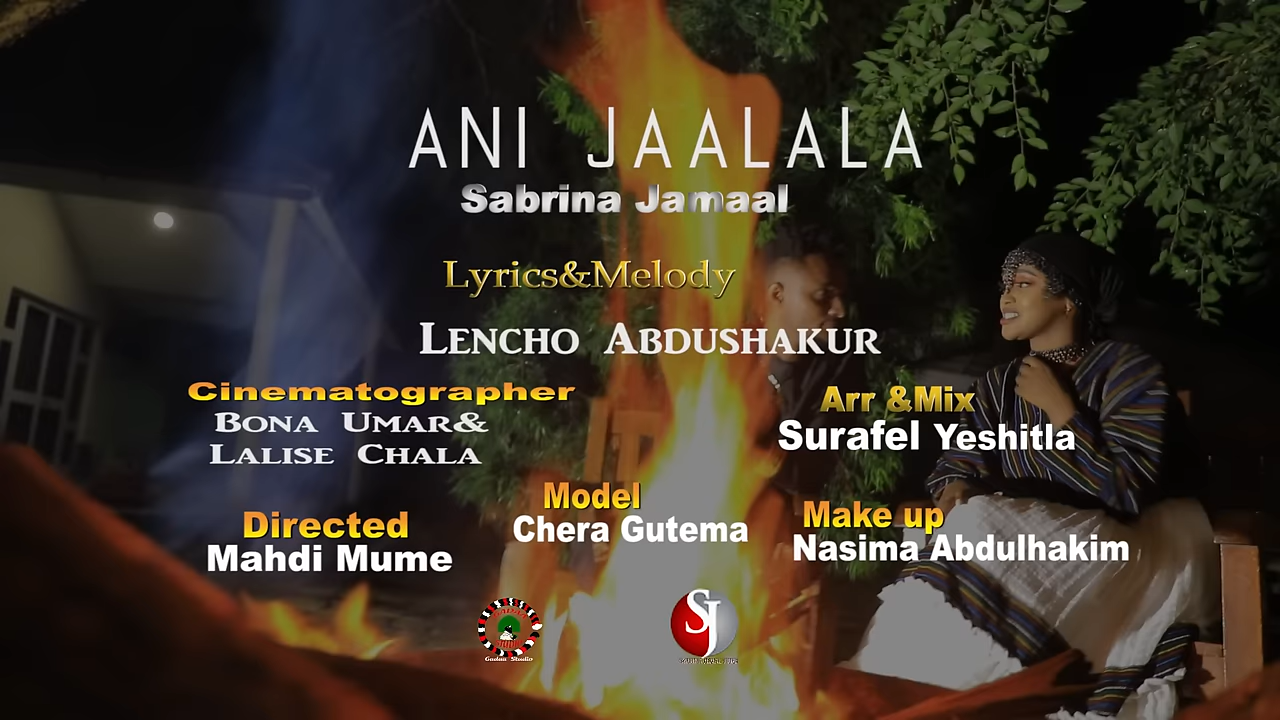 ANI JAALALA
Sabrina Jamaal
Lyrics&Melody
Lencho Abdushakur
Cinematographer
Bona Umar&
Lalise Chala
Arr &Mix
Surafel Yeshitla
Model
Chera Gutema
Directed
Mahdi Mume
Make up
Nasima Abdulhakim
SJ